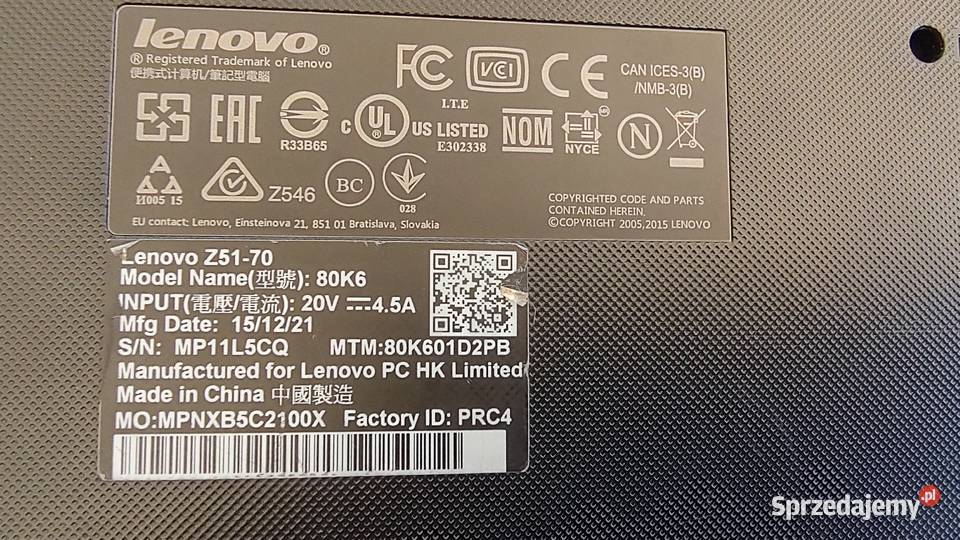 lenovo®
® Registered Trademark of Lenovo
便携式计算机/筆記型電腦
FC VCI CE CAN ICES-3(B)
/NMB-3(B)
I.T.E
EAC R33B65 c UL® US LISTED
E302338
NOM NYCE N
И005 15 Z546 BC 028
COPYRIGHTED CODE AND PARTS
CONTAINED HEREIN.
©COPYRIGHT 2005,2015 LENOVO
EU contact: Lenovo, Einsteinova 21, 851 01 Bratislava, Slovakia
Lenovo Z51-70
Model Name(型號): 80K6
INPUT(電壓/電流): 20V ⎓4.5A
Mfg Date: 15/12/21
S/N: MP11L5CQ MTM:80K601D2PB
Manufactured for Lenovo PC HK Limited
Made in China 中國製造
MO:MPNXB5C2100X Factory ID: PRC4
Sprzedajemy.pl